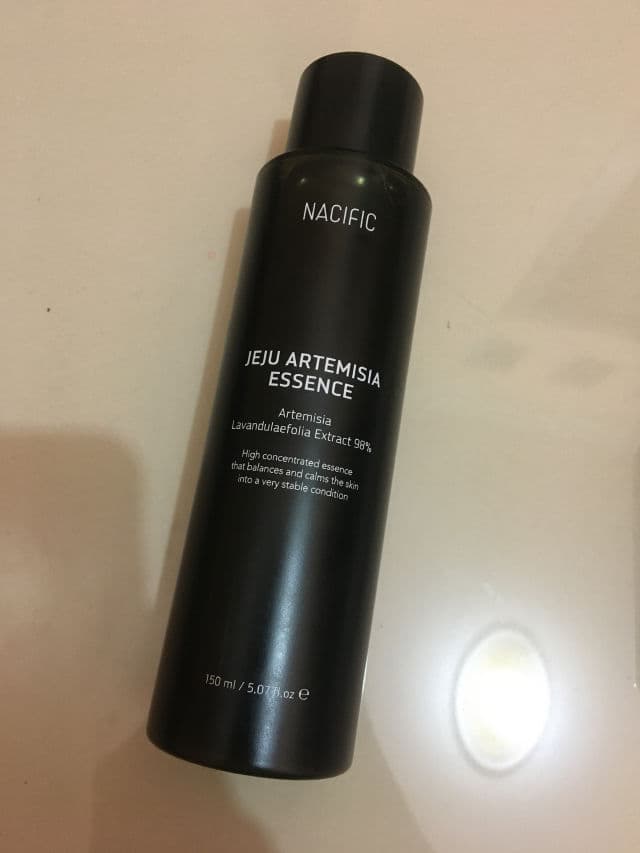 NACIFIC
JEJU ARTEMISIA
ESSENCE
Artemisia
Lavandulaefolia Extract 98%
High concentrated essence
that balances and calms the skin
into a very stable condition
150 ml / 5.07 fl.oz ℮